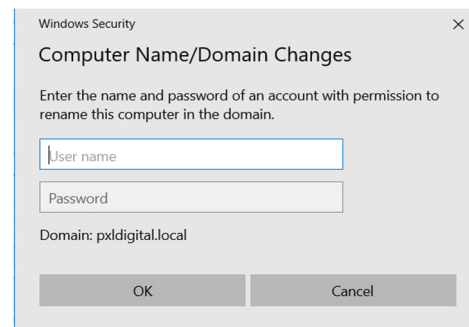 Windows Security
Computer Name/Domain Changes
Enter the name and password of an account with permission to
rename this computer in the domain.
User name
Password
Domain: pxldigital.local
OK
Cancel